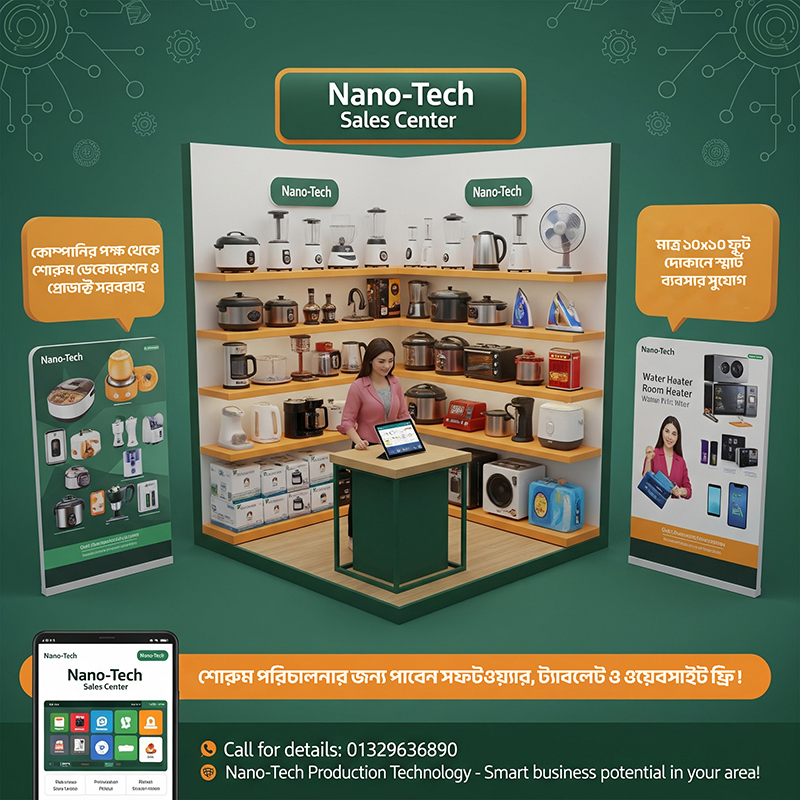 Nano-Tech
Sales Center
Nano-Tech
Nano-Tech
কোম্পানির পক্ষ থেকে
শোরুম ডেকোরেশন ও
প্রোডাক্ট সরবরাহ
মাত্র ১০x১০ ফুট
দোকানে স্মার্ট
ব্যবসার সুযোগ
Nano-Tech
Nano-Tech
Water Heater
Room Heater
শোরুম পরিচালনার জন্য পাবেন সফটওয়্যার, ট্যাবলেট ও ওয়েবসাইট ফ্রি!
Nano-Tech
Nano-Tech
Nano-Tech
Sales Center
Call for details: 01329636890
Nano-Tech Production Technology - Smart business potential in your area!